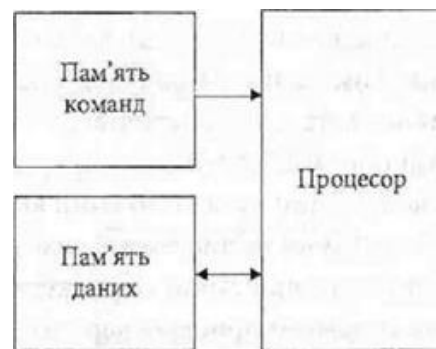 Пам'ять
команд
Процесор
Пам'ять
даних